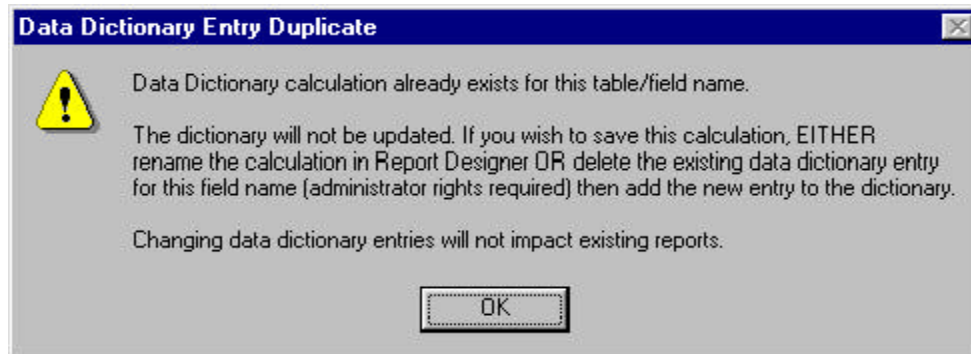 Data Dictionary Entry Duplicate
Data Dictionary calculation already exists for this table/field name.
The dictionary will not be updated. If you wish to save this calculation, EITHER
rename the calculation in Report Designer OR delete the existing data dictionary entry
for this field name (administrator rights required) then add the new entry to the dictionary.
Changing data dictionary entries will not impact existing reports.
OK